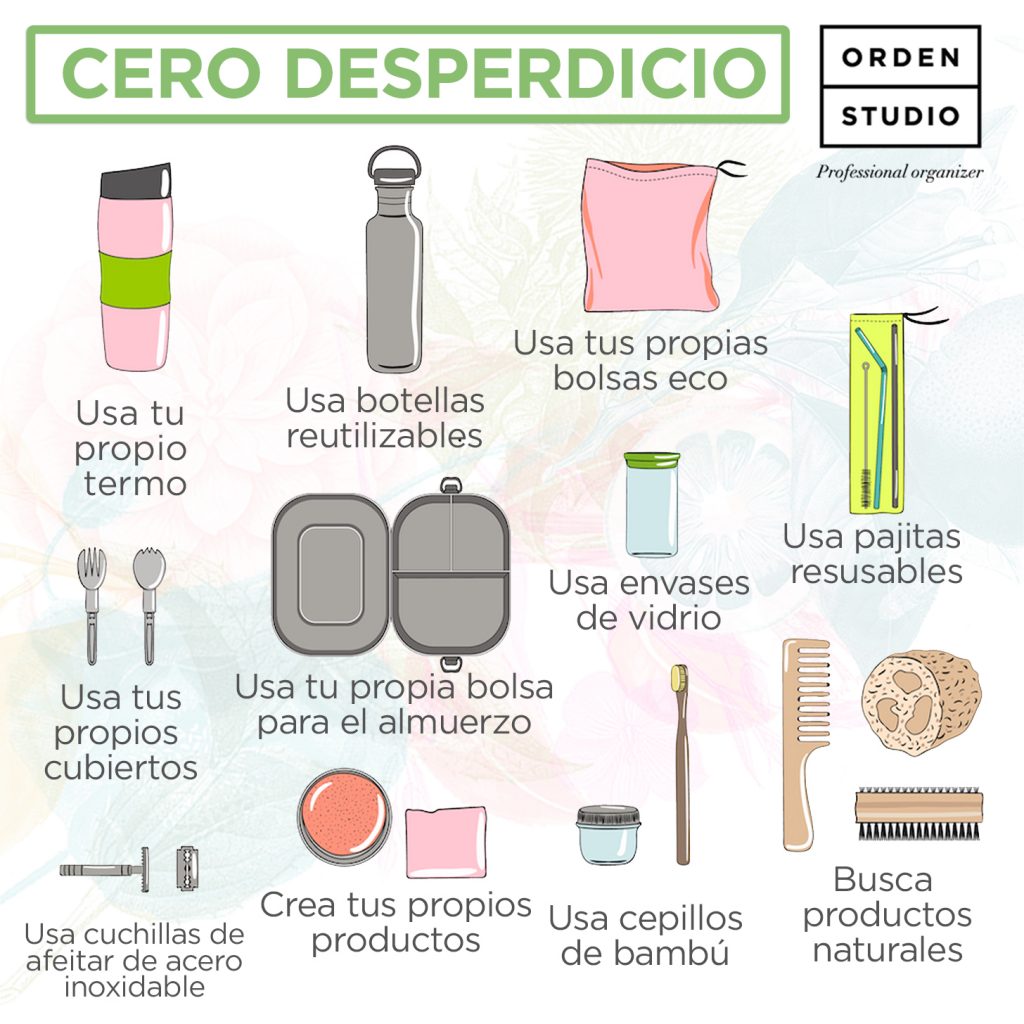 CERO DESPERDICIO
ORDEN
STUDIO
Professional organizer
Usa tu
propio
termo
Usa botellas
reutilizables
Usa tus propias
bolsas eco
Usa pajitas
resusables
Usa envases
de vidrio
Usa tus
propios
cubiertos
Usa tu propia bolsa
para el almuerzo
Usa cuchillas de
afeitar de acero
inoxidable
Crea tus propios
productos
Usa cepillos
de bambú
Busca
productos
naturales